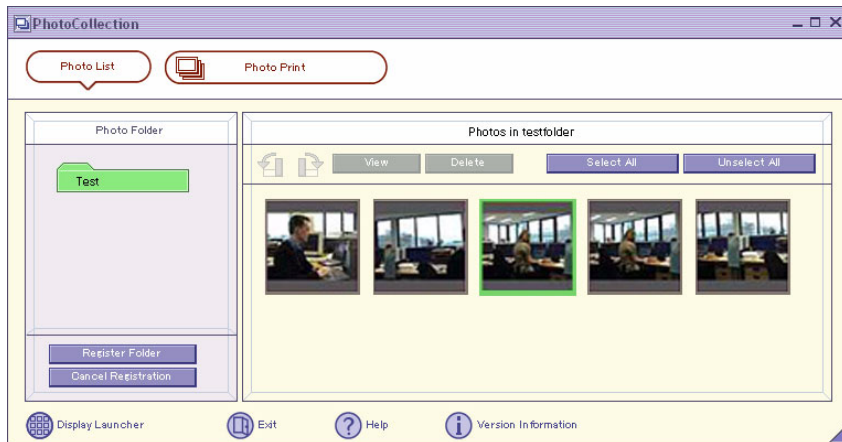 PhotoCollection
Photo List
Photo Print
Photo Folder
Photos in testfolder
View
Delete
Select All
Unselect All
Test
Register Folder
Cancel Registration
Display Launcher
Exit
Help
Version Information